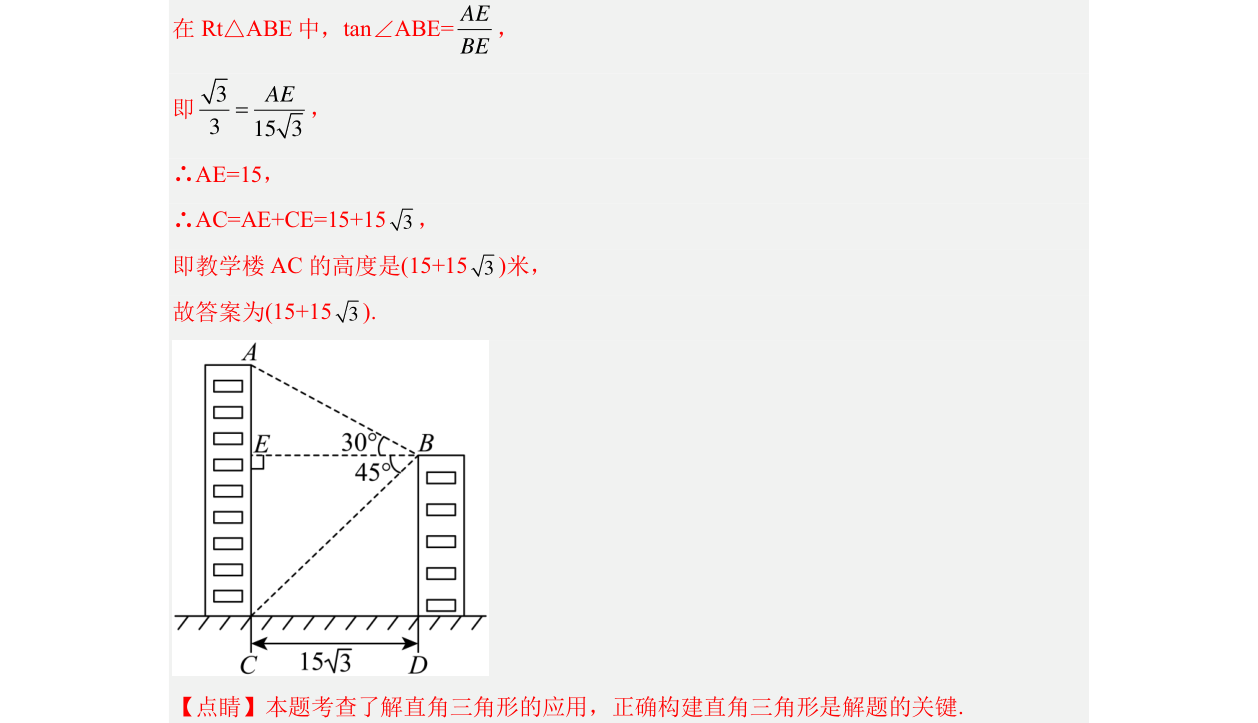 在 Rt△ABE 中，tan∠ABE=AE/BE，
即 √3/3 = AE/15√3，
∴AE=15，
∴AC=AE+CE=15+15√3，
即教学楼 AC 的高度是(15+15√3)米，
故答案为(15+15√3).
A
E
30°
B
45°
C
15√3
D
【点睛】本题考查了解直角三角形的应用，正确构建直角三角形是解题的关键.